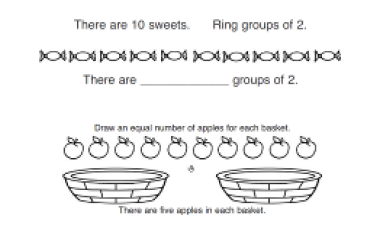 There are 10 sweets. Ring groups of 2.
There are ______________ groups of 2.
Draw an equal number of apples for each basket.
There are five apples in each basket.